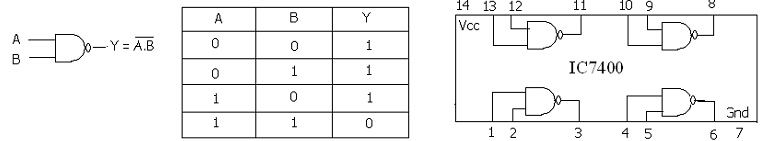 A
B
Y = A.B
A B Y
0 0 1
0 1 1
1 0 1
1 1 0
14 13 12 11 10 9 8
Vcc
IC7400
Gnd
1 2 3 4 5 6 7